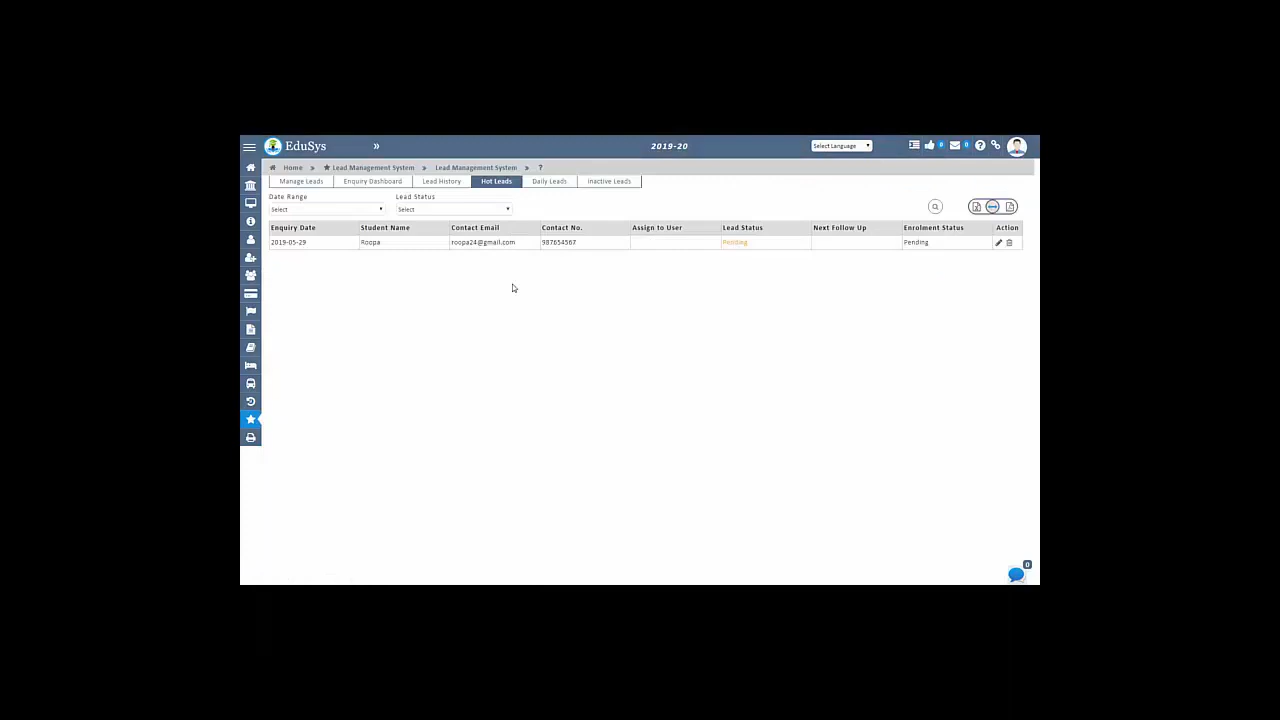 EduSys » 2019-20 Select Language 0 0 ?
Home » Lead Management System » Lead Management System » ?
Manage Leads Enquiry Dashboard Lead History Hot Leads Daily Leads Inactive Leads
Date Range Lead Status
Select Select
Enquiry Date Student Name Contact Email Contact No. Assign to User Lead Status Next Follow Up Enrolment Status Action
2019-05-29 Roopa roopa24@gmail.com 987654567 Pending Pending
0